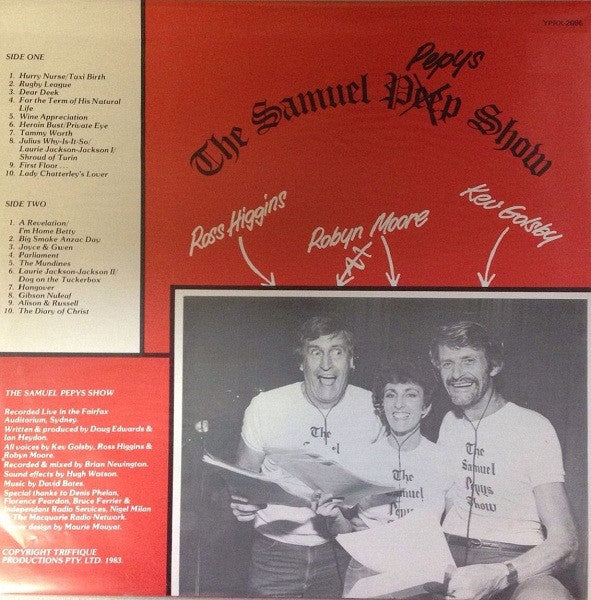 YPRX-2086
The Samuel Peep Show
Pepys
Ross Higgins
Robyn Moore
Kev Golsby
SIDE ONE
1. Hurry Nurse/Taxi Birth
2. Rugby League
3. Dear Deek
4. For the Term of His Natural
Life
5. Wine Appreciation
6. Heroin Bust/Private Eye
7. Tammy Worth
8. Julius Why-Is-It-So/
Laurie Jackson-Jackson I/
Shroud of Turin
9. First Floor . . .
10. Lady Chatterley's Lover
SIDE TWO
1. A Revelation/
I'm Home Betty
2. Big Smoke Anzac Day
3. Joyce & Gwen
4. Parliament
5. The Mundines
6. Laurie Jackson-Jackson II/
Dog on the Tuckerbox
7. Hangover
8. Gibson Nuleaf
9. Alison & Russell
10. The Diary of Christ
THE SAMUEL PEPYS SHOW
Recorded Live in the Fairfax
Auditorium, Sydney.
Written & produced by Doug Edwards &
Ian Heydon.
All voices by Kev Golsby, Ross Higgins &
Robyn Moore.
Recorded & mixed by Brian Newington.
Sound effects by Hugh Watson.
Music by David Bates.
Special thanks to Denis Phelan,
Florence Peardon, Bruce Ferrier &
Independent Radio Services, Nigel Milan
The Macquarie Radio Network.
design by Maurie Mouyat.
COPYRIGHT TRIFFIQUE
PRODUCTIONS PTY. LTD. 1983.
The
The
The
Samuel
Pepys
Show